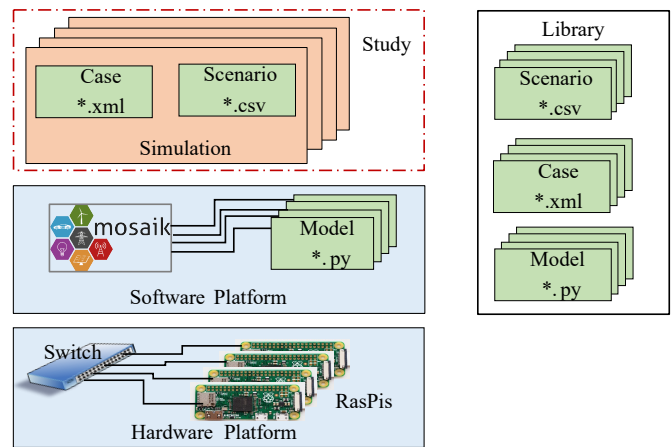 Study
Case
*.xml
Scenario
*.csv
Simulation
mosaik
Model
*.py
Software Platform
Switch
RasPis
Hardware Platform
Library
Scenario
*.csv
Case
*.xml
Model
*.py